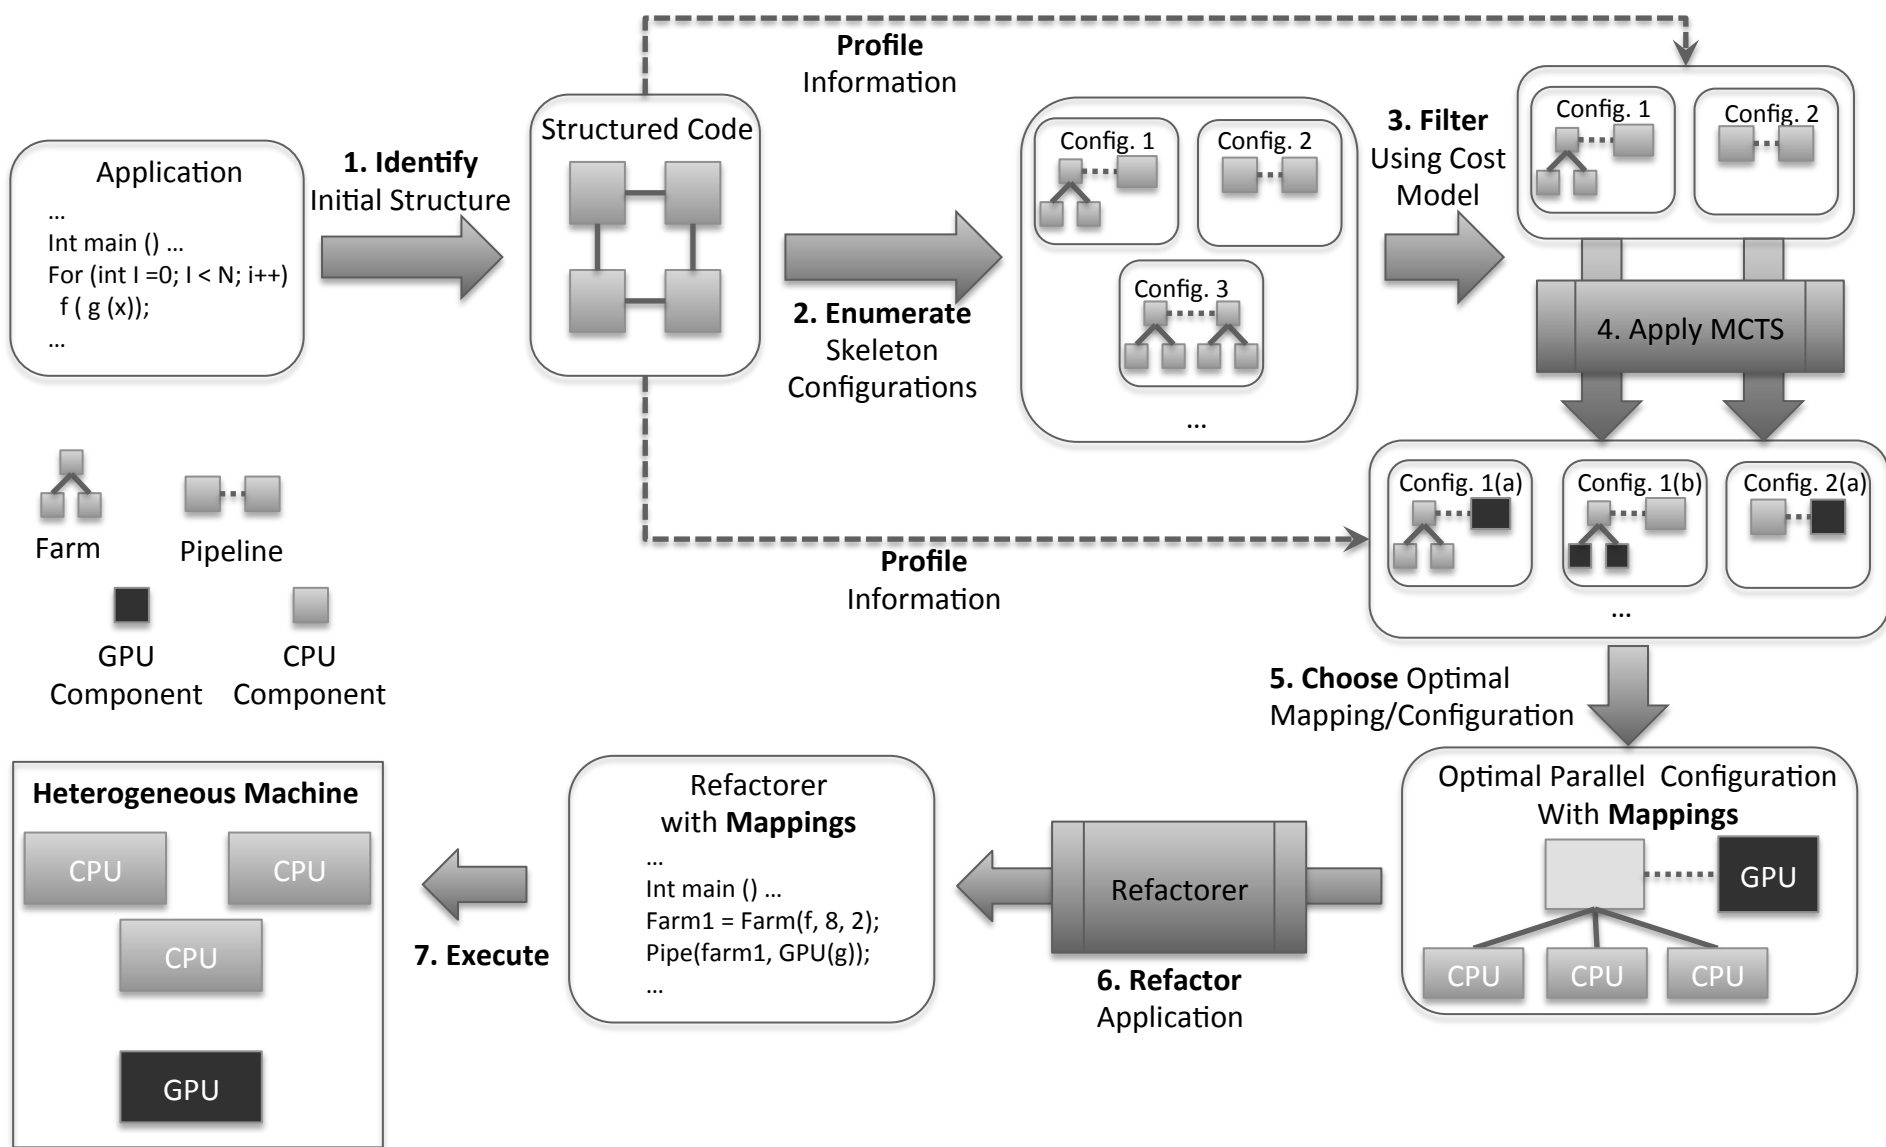 Profile
Information
Application
...
Int main () ...
For (int I =0; I < N; i++)
f ( g (x));
...
1. Identify
Initial Structure
Structured Code
2. Enumerate
Skeleton
Configurations
Config. 1
Config. 2
Config. 3
...
3. Filter
Using Cost
Model
Config. 1
Config. 2
4. Apply MCTS
Farm
Pipeline
GPU
Component
CPU
Component
Profile
Information
Config. 1(a)
Config. 1(b)
Config. 2(a)
...
5. Choose Optimal
Mapping/Configuration
Optimal Parallel Configuration
With Mappings
GPU
CPU
CPU
CPU
Refactorer
6. Refactor
Application
Refactorer
with Mappings
...
Int main () ...
Farm1 = Farm(f, 8, 2);
Pipe(farm1, GPU(g));
...
7. Execute
Heterogeneous Machine
CPU
CPU
CPU
GPU